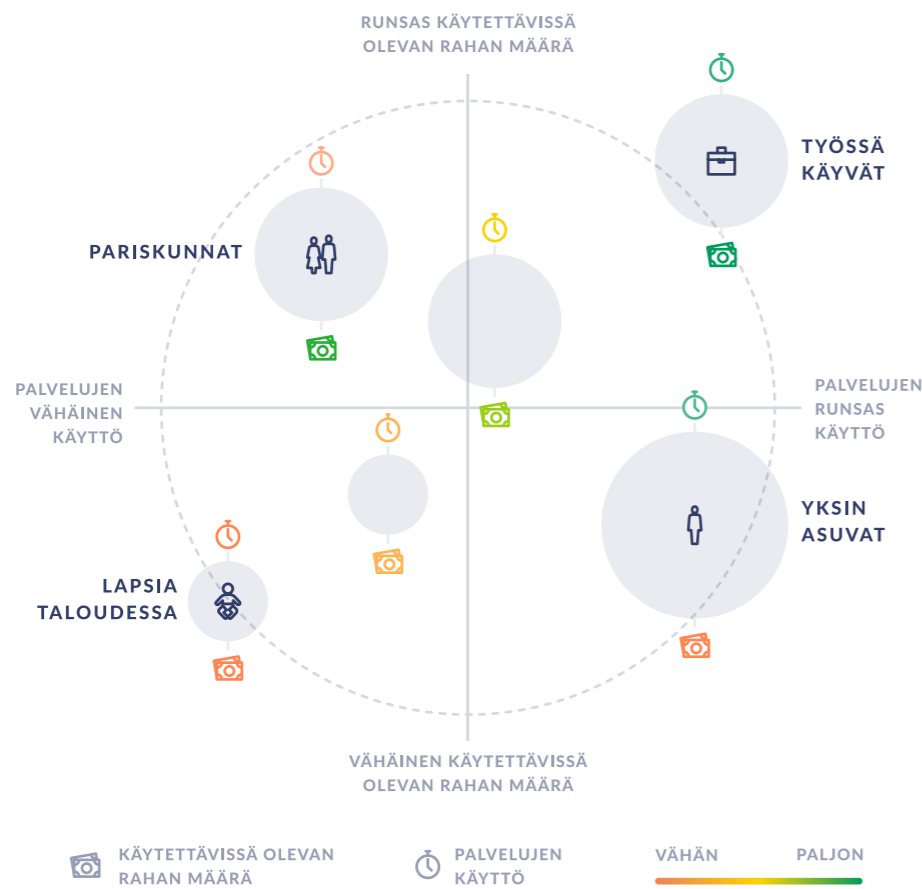 RUNSAS KÄYTETTÄVISSÄ
OLEVAN RAHAN MÄÄRÄ
TYÖSSÄ
KÄYVÄT
PARISKUNNAT
PALVELUJEN
VÄHÄINEN
KÄYTTÖ
PALVELUJEN
RUNSAS
KÄYTTÖ
YKSIN
ASUVAT
LAPSIA
TALOUDESSA
VÄHÄINEN KÄYTETTÄVISSÄ
OLEVAN RAHAN MÄÄRÄ
KÄYTETTÄVISSÄ OLEVAN
RAHAN MÄÄRÄ
PALVELUJEN
KÄYTTÖ
VÄHÄN
PALJON